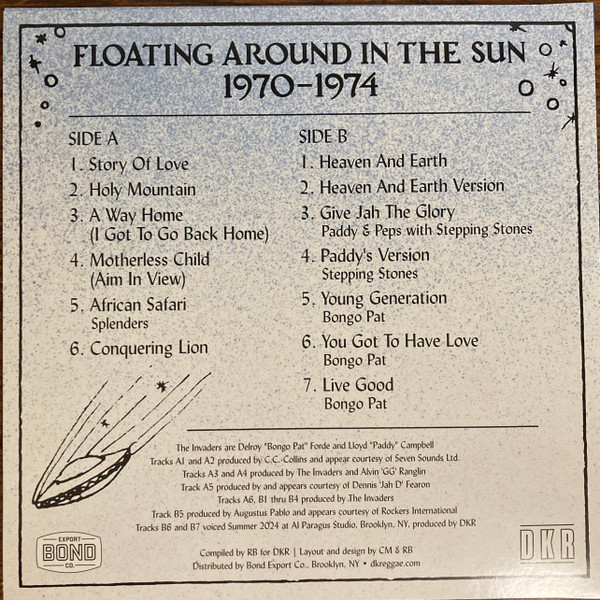 FLOATING AROUND IN THE SUN
1970–1974
SIDE A
1. Story Of Love
2. Holy Mountain
3. A Way Home
(I Got To Go Back Home)
4. Motherless Child
(Aim In View)
5. African Safari
Splenders
6. Conquering Lion
SIDE B
1. Heaven And Earth
2. Heaven And Earth Version
3. Give Jah The Glory
Paddy & Peps with Stepping Stones
4. Paddy's Version
Stepping Stones
5. Young Generation
Bongo Pat
6. You Got To Have Love
Bongo Pat
7. Live Good
Bongo Pat
The Invaders are Delroy "Bongo Pat" Forde and Lloyd "Paddy" Campbell
Tracks A1 and A2 produced by C.C. Collins and appear courtesy of Seven Sounds Ltd.
Tracks A3 and A4 produced by The Invaders and Alvin 'GG' Ranglin
Track A5 produced by and appears courtesy of Dennis 'Jah D' Fearon
Tracks A6, B1 thru B4 produced by The Invaders
Track B5 produced by Augustus Pablo and appears courtesy of Rockers International
Tracks B6 and B7 voiced Summer 2024 at Al Paragus Studio, Brooklyn, NY, produced by DKR
EXPORT
BOND
CO.
Compiled by RB for DKR | Layout and design by CM & RB
Distributed by Bond Export Co., Brooklyn, NY • dkreggae.com
DKR